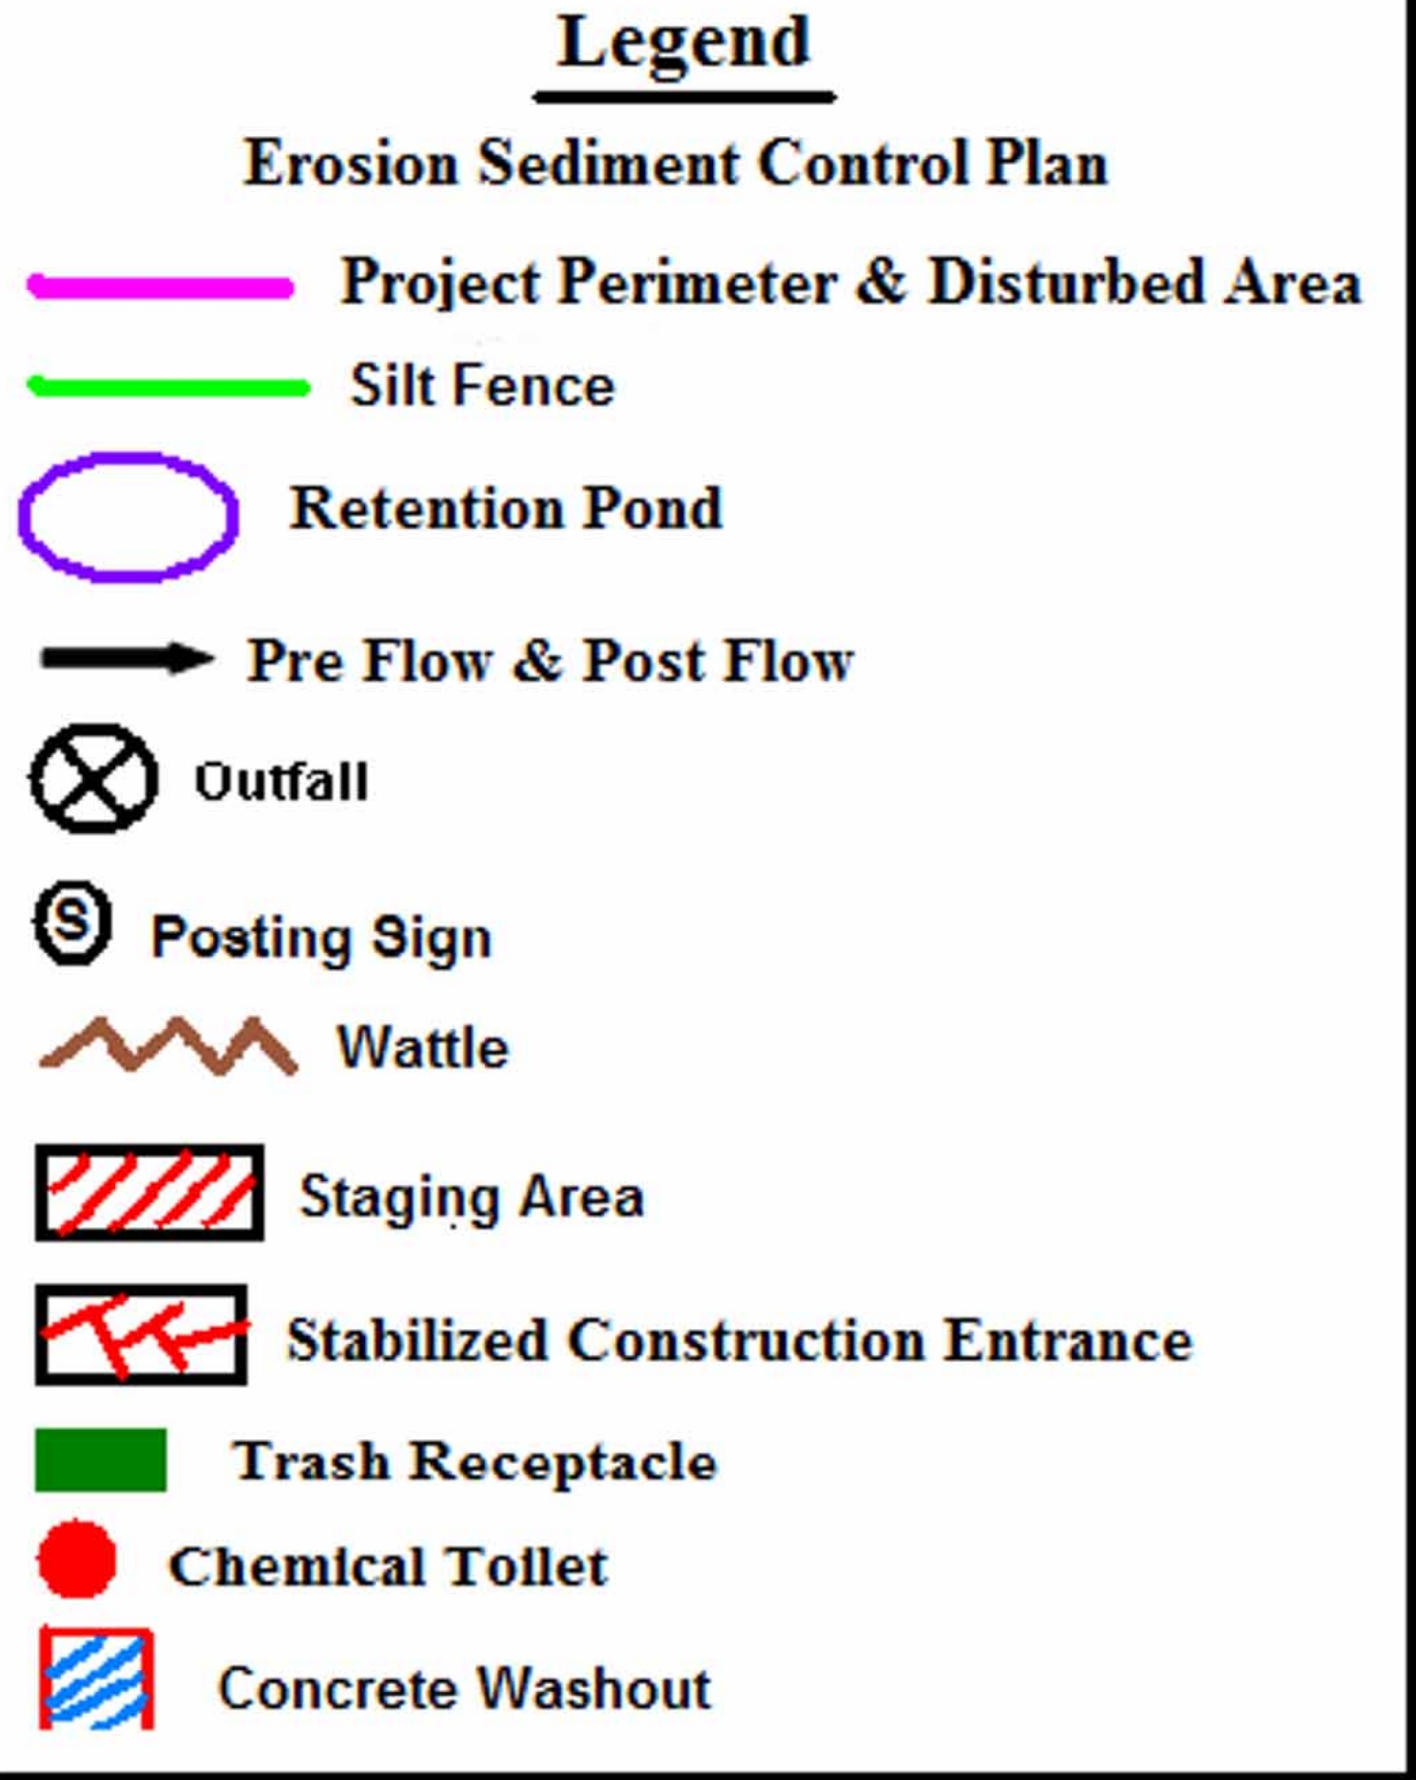 Legend
Erosion Sediment Control Plan
Project Perimeter & Disturbed Area
Silt Fence
Retention Pond
Pre Flow & Post Flow
Outfall
S Posting Sign
Wattle
Staging Area
Stabilized Construction Entrance
Trash Receptacle
Chemical Toilet
Concrete Washout